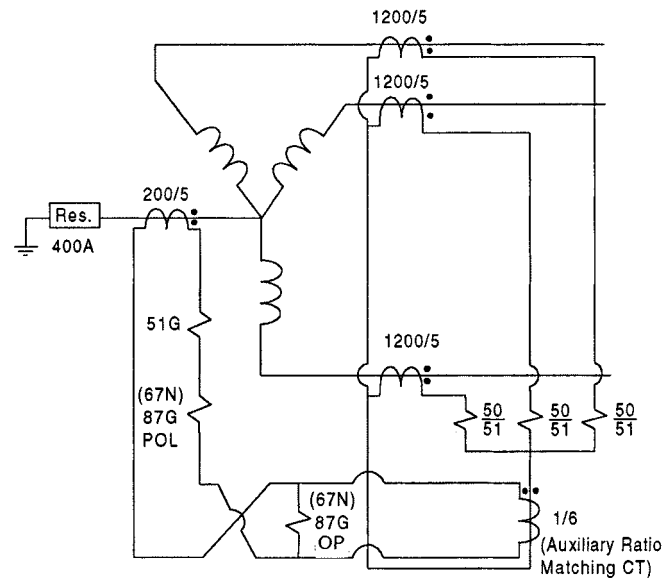 1200/5
1200/5
200/5
Res.
400A
51G
1200/5
(67N)
87G
POL
50
51
50
51
50
51
(67N)
87G
OP
1/6
(Auxiliary Ratio
Matching CT)